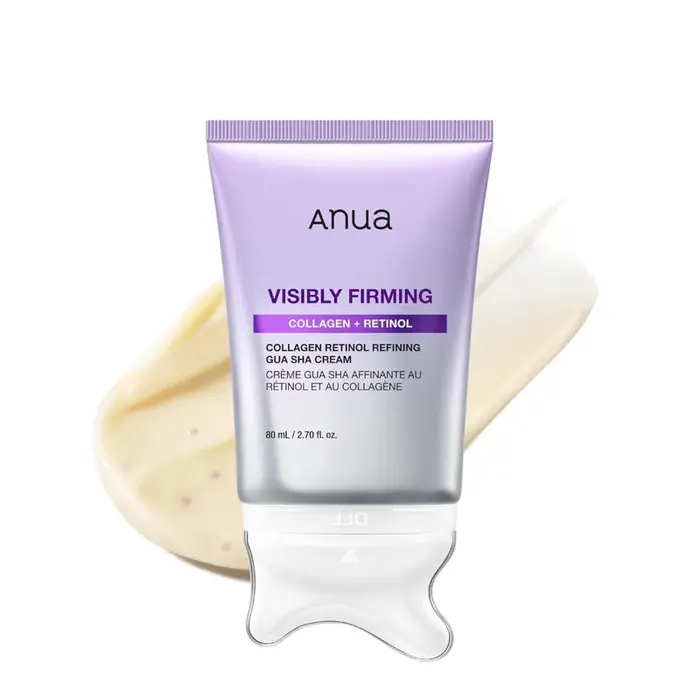 Anua
VISIBLY FIRMING
COLLAGEN + RETINOL
COLLAGEN RETINOL REFINING
GUA SHA CREAM
CRÈME GUA SHA AFFINANTE AU
RÉTINOL ET AU COLLAGÈNE
80 mL / 2.70 fl. oz.
OFF